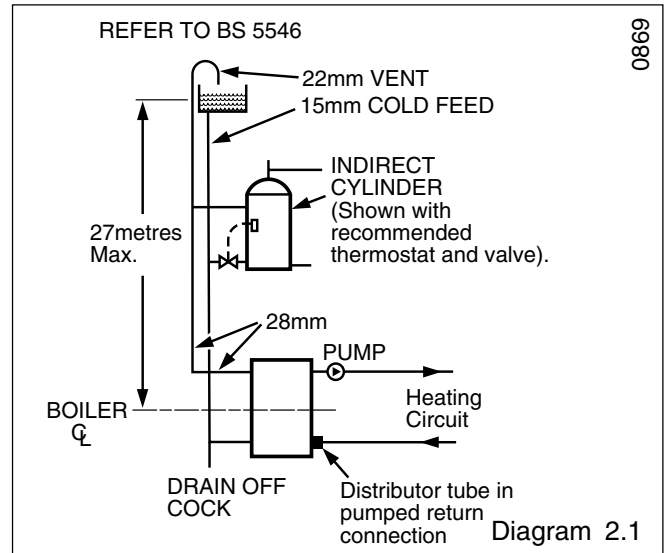 REFER TO BS 5546
0869
22mm VENT
15mm COLD FEED
INDIRECT
CYLINDER
(Shown with
recommended
thermostat and valve).
27metres
Max.
28mm
PUMP
Heating
Circuit
BOILER
CL
DRAIN OFF
COCK
Distributor tube in
pumped return
connection
Diagram 2.1